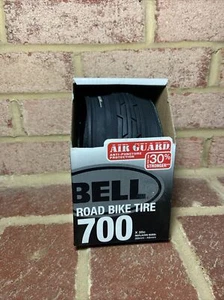 AIR GUARD
ANTI-PUNCTURE
PROTECTION
30%
STRONGER
BELL
ROAD BIKE TIRE
700